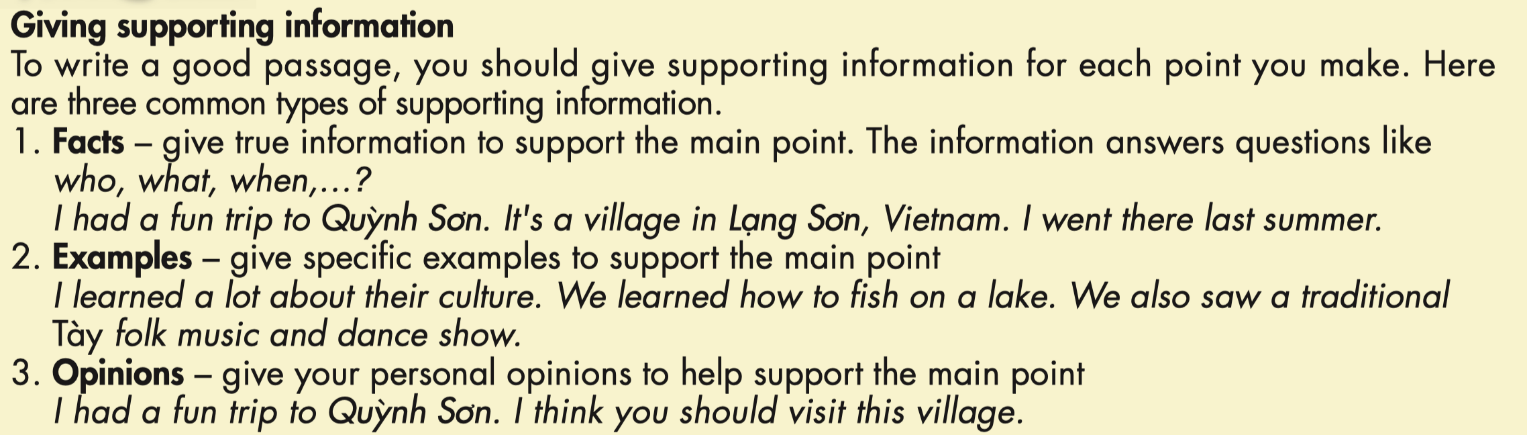 Giving supporting information
To write a good passage, you should give supporting information for each point you make. Here
are three common types of supporting information.
1. Facts – give true information to support the main point. The information answers questions like
who, what, when,...?
I had a fun trip to Quỳnh Sơn. It's a village in Lạng Sơn, Vietnam. I went there last summer.
2. Examples – give specific examples to support the main point
I learned a lot about their culture. We learned how to fish on a lake. We also saw a traditional
Tày folk music and dance show.
3. Opinions – give your personal opinions to help support the main point
I had a fun trip to Quỳnh Sơn. I think you should visit this village.